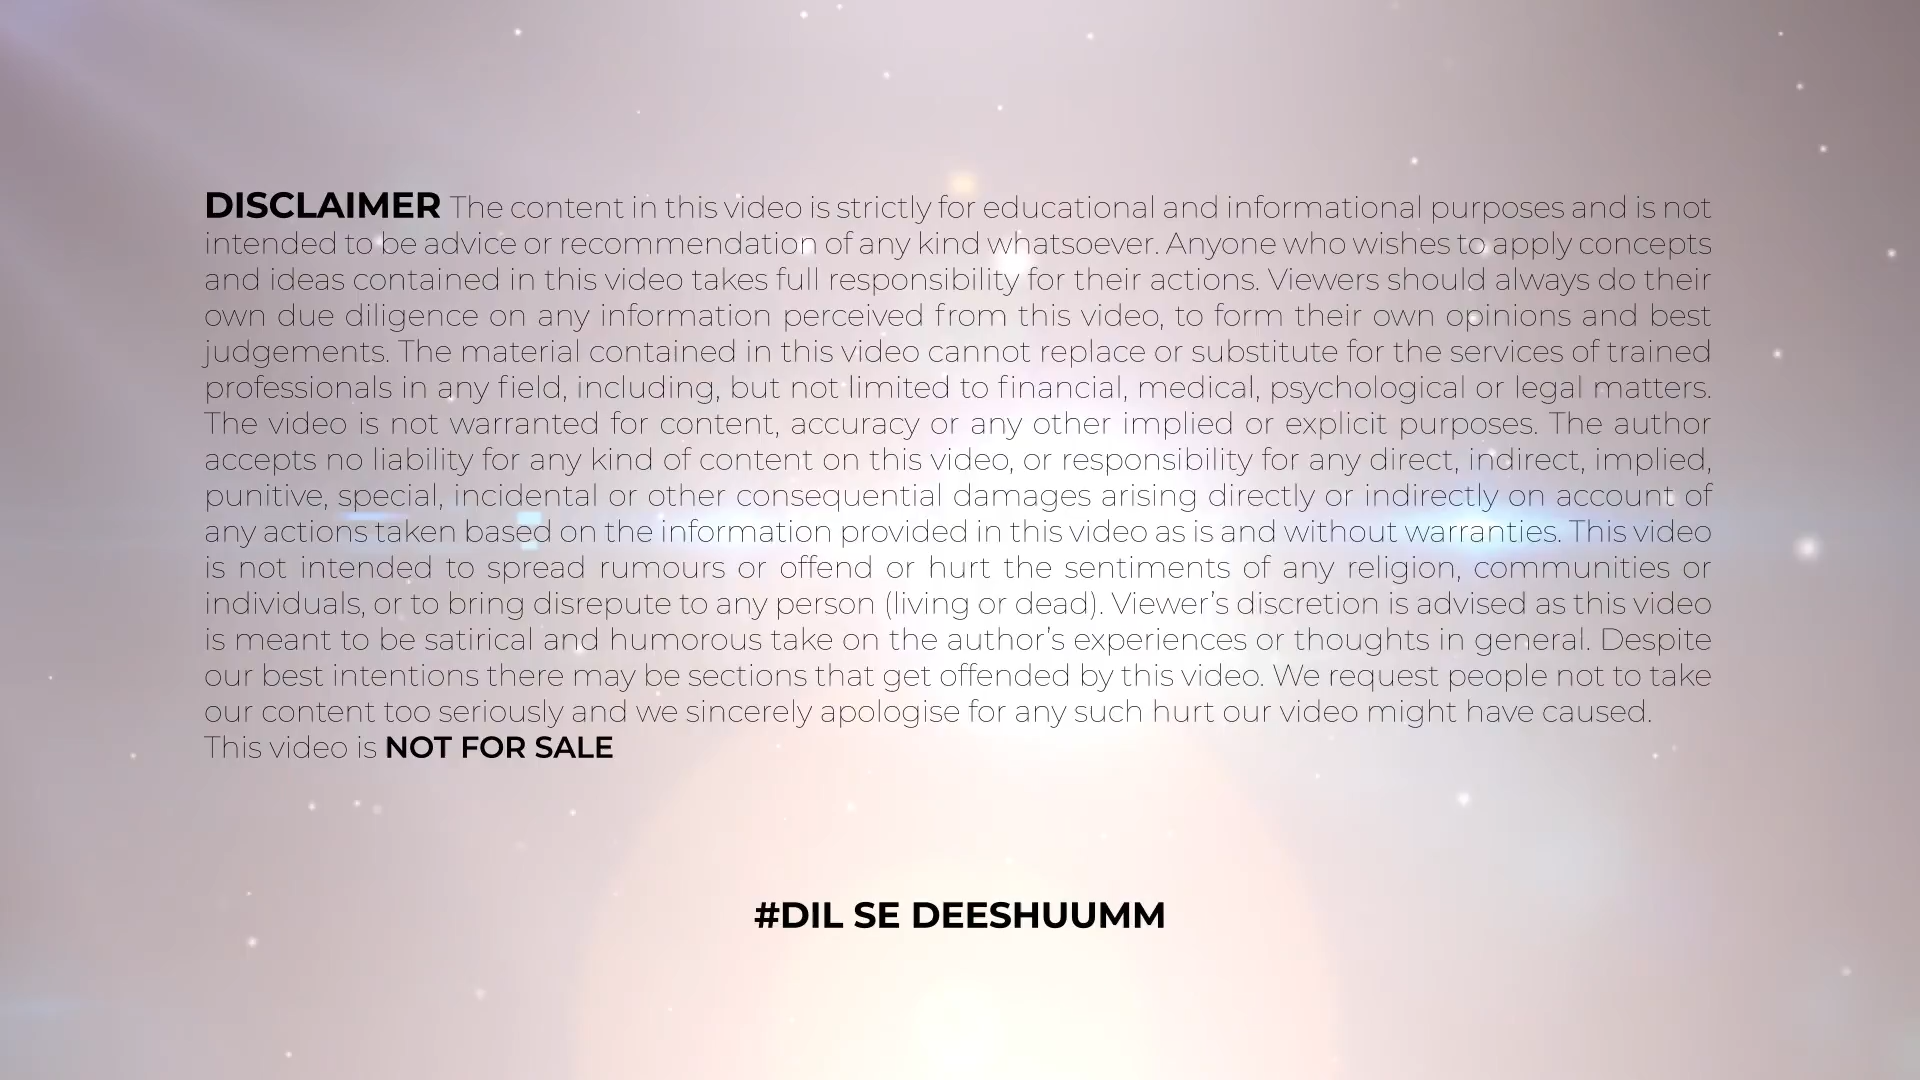 DISCLAIMER The content in this video is strictly for educational and informational purposes and is not
intended to be advice or recommendation of any kind whatsoever. Anyone who wishes to apply concepts
and ideas contained in this video takes full responsibility for their actions. Viewers should always do their
own due diligence on any information perceived from this video, to form their own opinions and best
judgements. The material contained in this video cannot replace or substitute for the services of trained
professionals in any field, including, but not limited to financial, medical, psychological or legal matters.
The video is not warranted for content, accuracy or any other implied or explicit purposes. The author
accepts no liability for any kind of content on this video, or responsibility for any direct, indirect, implied,
punitive, special, incidental or other consequential damages arising directly or indirectly on account of
any actions taken based on the information provided in this video as is and without warranties. This video
is not intended to spread rumours or offend or hurt the sentiments of any religion, communities or
individuals, or to bring disrepute to any person (living or dead). Viewer’s discretion is advised as this video
is meant to be satirical and humorous take on the author’s experiences or thoughts in general. Despite
our best intentions there may be sections that get offended by this video. We request people not to take
our content too seriously and we sincerely apologise for any such hurt our video might have caused.
This video is NOT FOR SALE
#DIL SE DEESHUUMM